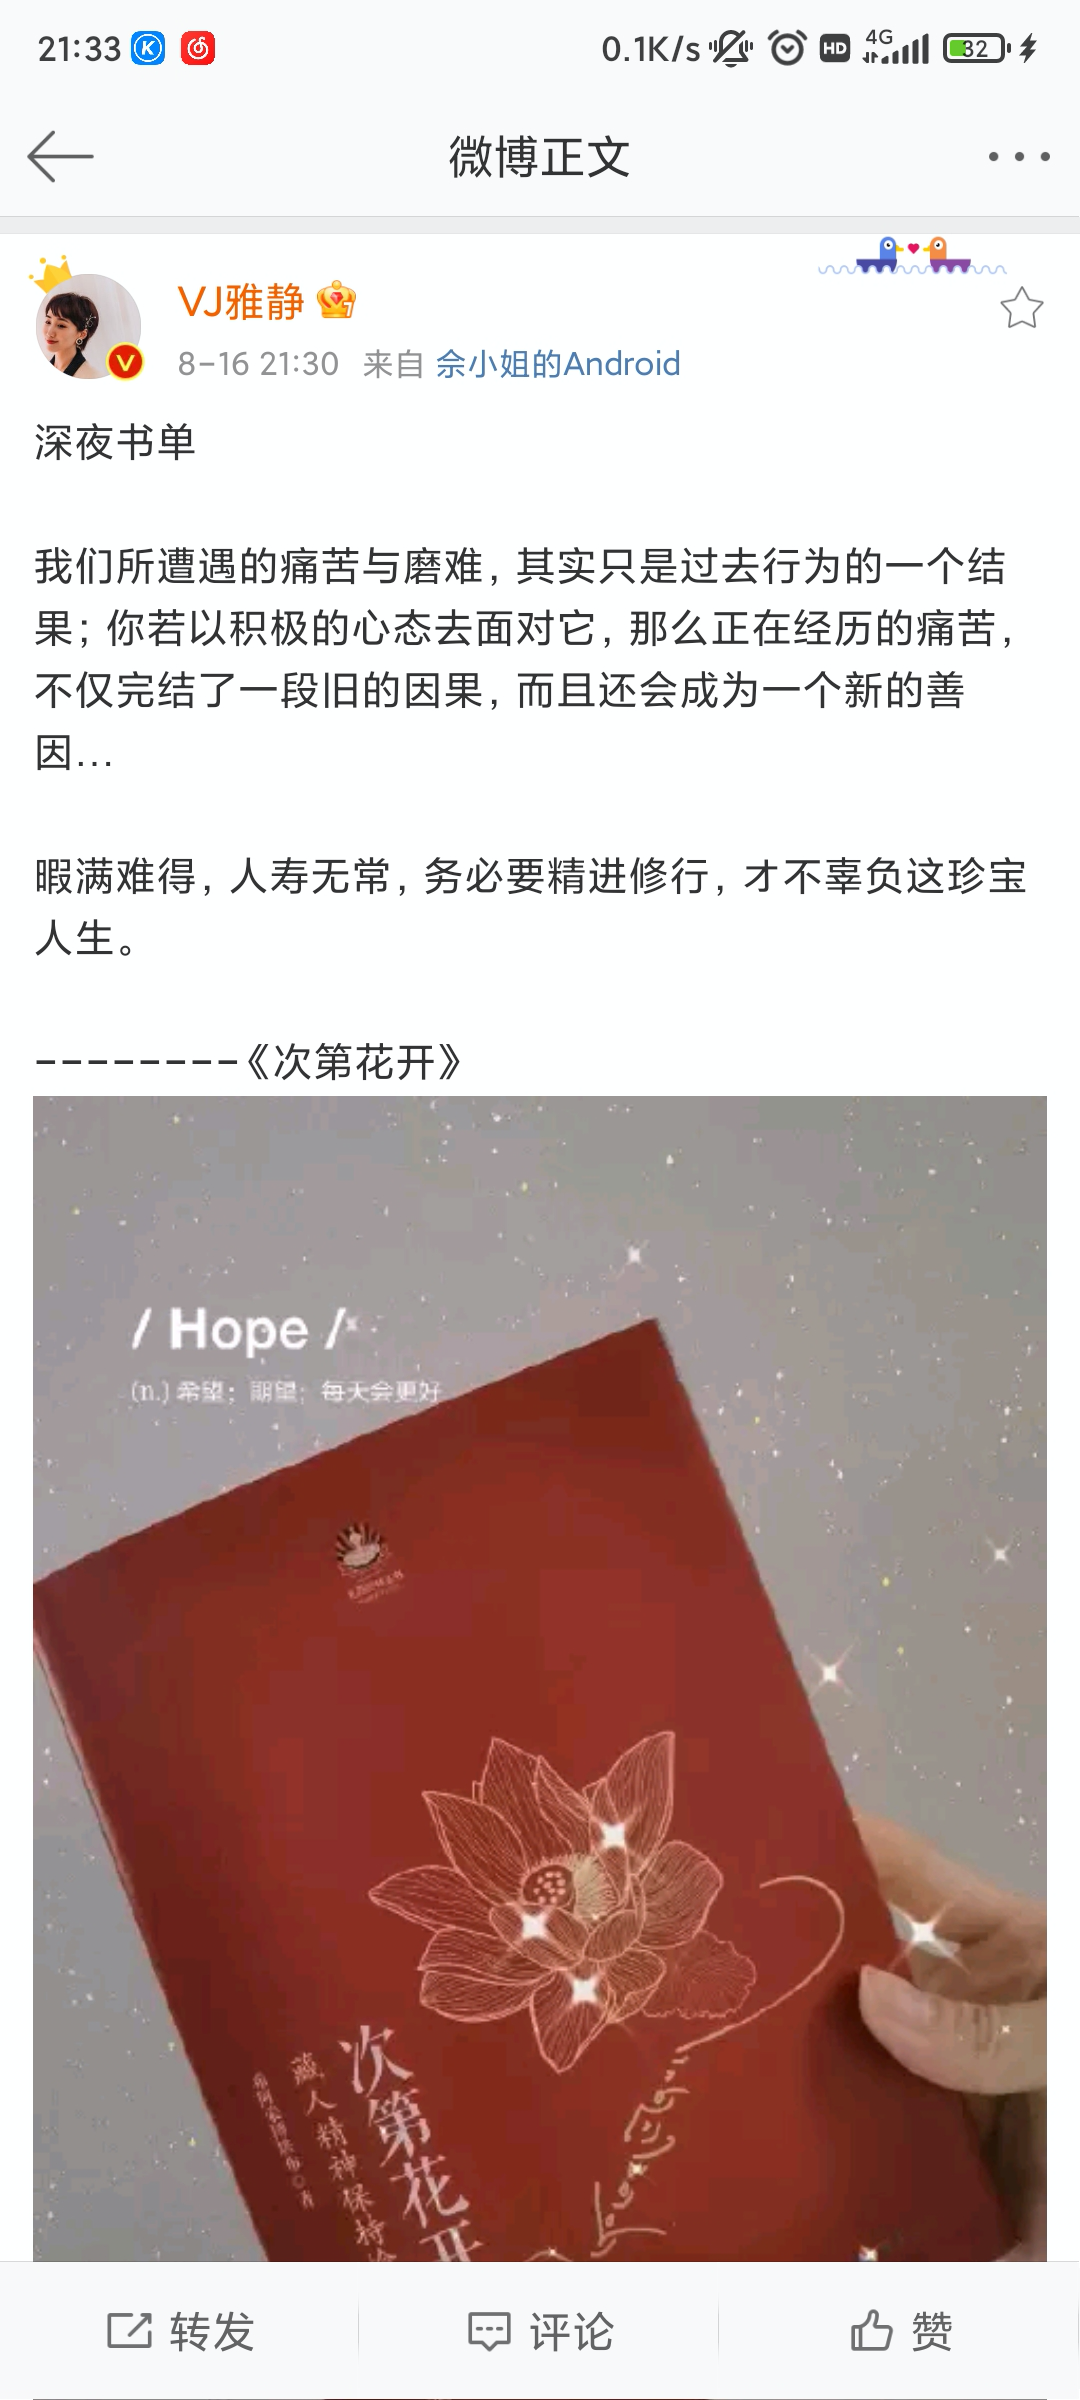 21:33
0.1K/s HD 4G 32
微博正文
VJ雅静
8-16 21:30 来自 佘小姐的Android
深夜书单
我们所遭遇的痛苦与磨难，其实只是过去行为的一个结
果；你若以积极的心态去面对它，那么正在经历的痛苦，
不仅完结了一段旧的因果，而且还会成为一个新的善
因...
暇满难得，人寿无常，务必要精进修行，才不辜负这珍宝
人生。
--------《次第花开》
/ Hope /
(n.) 希望；期望；每天会更好
次第花开
藏人精神保持
转发
评论
赞